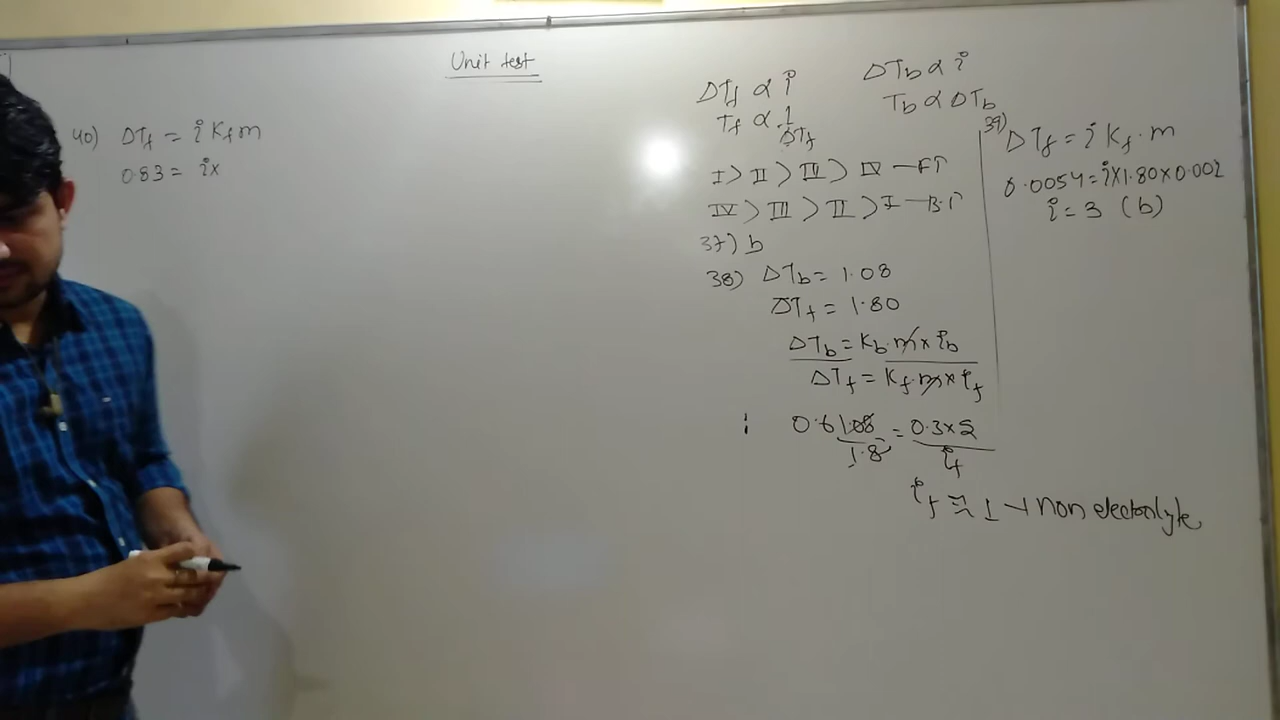 Unit test
40) ΔTf = i Kf m
0.83 = i×
ΔTf ∝ i
Tf ∝ 1/ΔTf
ΔTb ∝ i
Tb ∝ ΔTb
I > II > III > IV — F.P
IV > III > II > I — B.P
37) b
38) ΔTb = 1.08
ΔTf = 1.80
ΔTb = Kb.m × ib
ΔTf = Kf.m × if
0.6 1.08 = 0.3×2
1.8 if
if ≈ 1 → non electrolyte
39) ΔTf = i Kf . m
0.0054 = i×1.80×0.002
i = 3 (b)